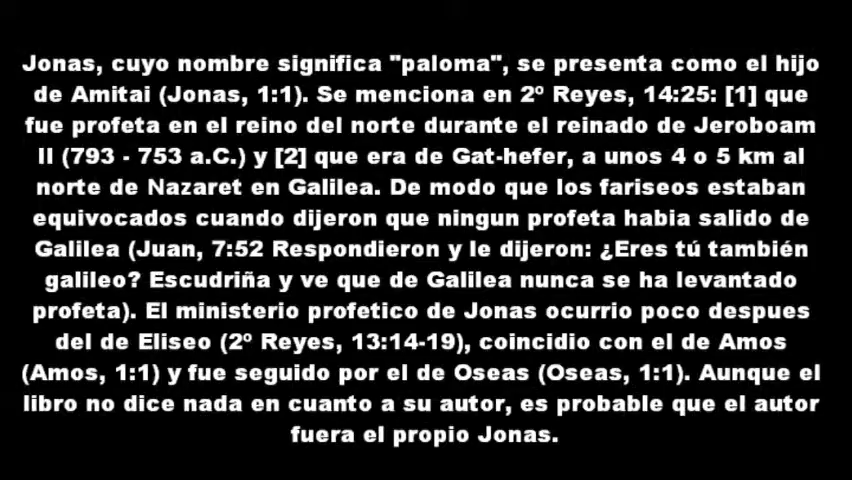 Jonas, cuyo nombre significa "paloma", se presenta como el hijo
de Amitai (Jonas, 1:1). Se menciona en 2º Reyes, 14:25: [1] que
fue profeta en el reino del norte durante el reinado de Jeroboam
II (793 - 753 a.C.) y [2] que era de Gat-hefer, a unos 4 o 5 km al
norte de Nazaret en Galilea. De modo que los fariseos estaban
equivocados cuando dijeron que ningun profeta habia salido de
Galilea (Juan, 7:52 Respondieron y le dijeron: ¿Eres tú también
galileo? Escudriña y ve que de Galilea nunca se ha levantado
profeta). El ministerio profetico de Jonas ocurrio poco despues
del de Eliseo (2º Reyes, 13:14-19), coincidio con el de Amos
(Amos, 1:1) y fue seguido por el de Oseas (Oseas, 1:1). Aunque el
libro no dice nada en cuanto a su autor, es probable que el autor
fuera el propio Jonas.